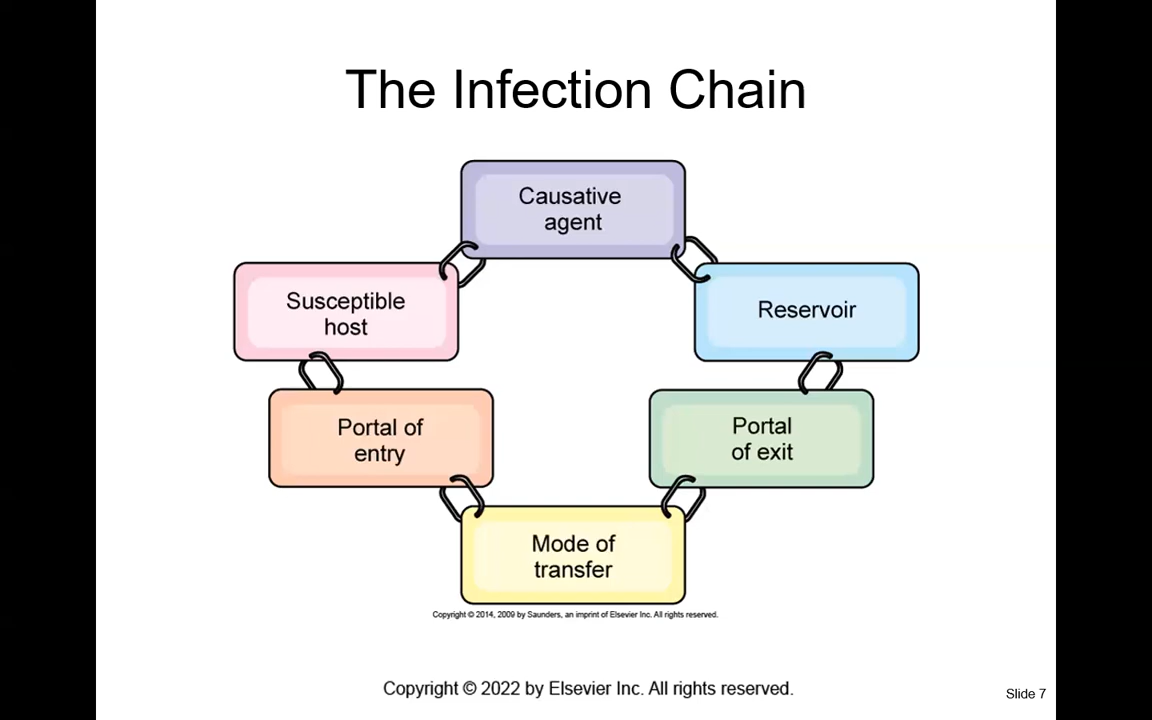 The Infection Chain
Causative
agent
Susceptible
host
Reservoir
Portal of
entry
Portal
of exit
Mode of
transfer
Copyright © 2014, 2009 by Saunders, an imprint of Elsevier Inc. All rights reserved.
Copyright © 2022 by Elsevier Inc. All rights reserved.
Slide 7